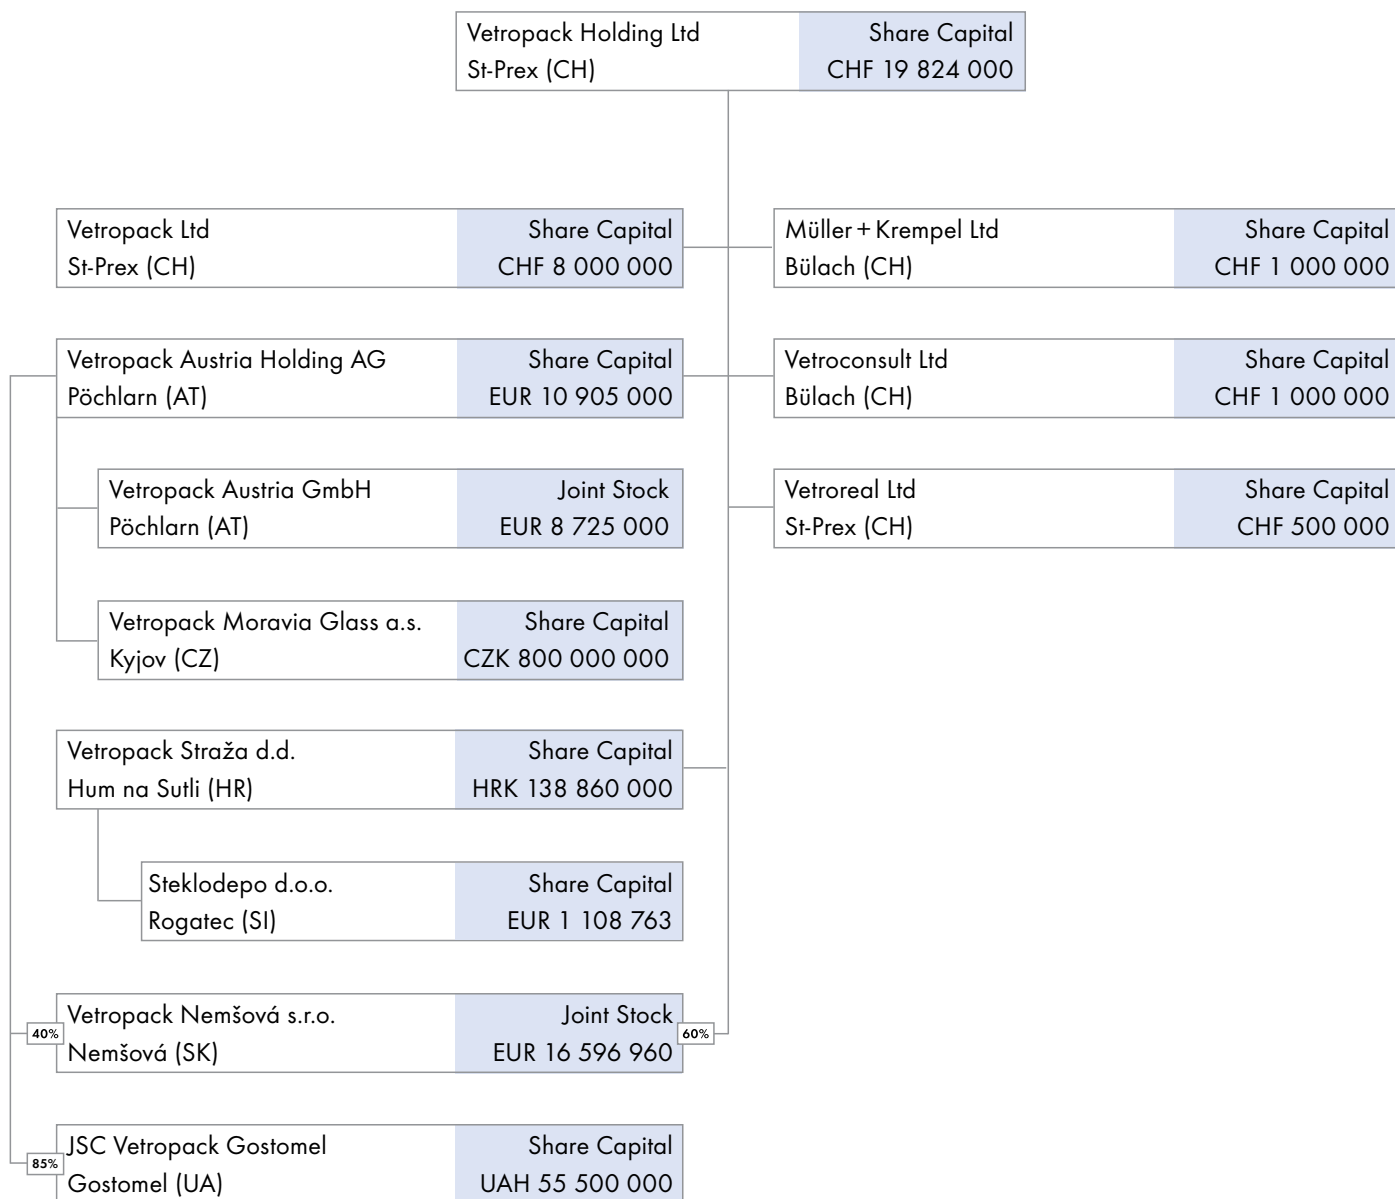 Vetropack Holding Ltd
St-Prex (CH)
Share Capital
CHF 19 824 000
Vetropack Ltd
St-Prex (CH)
Share Capital
CHF 8 000 000
Müller + Krempel Ltd
Bülach (CH)
Share Capital
CHF 1 000 000
Vetropack Austria Holding AG
Pöchlarn (AT)
Share Capital
EUR 10 905 000
Vetroconsult Ltd
Bülach (CH)
Share Capital
CHF 1 000 000
Vetropack Austria GmbH
Pöchlarn (AT)
Joint Stock
EUR 8 725 000
Vetroreal Ltd
St-Prex (CH)
Share Capital
CHF 500 000
Vetropack Moravia Glass a.s.
Kyjov (CZ)
Share Capital
CZK 800 000 000
Vetropack Straža d.d.
Hum na Sutli (HR)
Share Capital
HRK 138 860 000
Steklodepo d.o.o.
Rogatec (SI)
Share Capital
EUR 1 108 763
40%
Vetropack Nemšová s.r.o.
Nemšová (SK)
Joint Stock
EUR 16 596 960
60%
85%
JSC Vetropack Gostomel
Gostomel (UA)
Share Capital
UAH 55 500 000